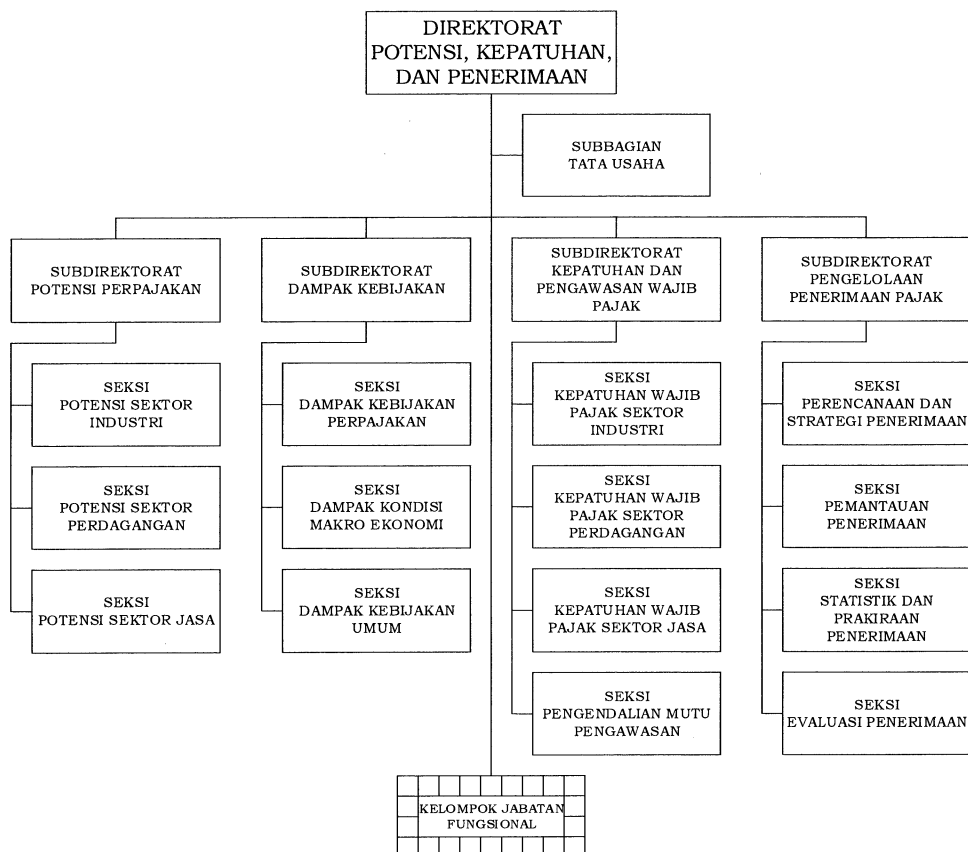 DIREKTORAT
POTENSI, KEPATUHAN,
DAN PENERIMAAN
SUBBAGIAN
TATA USAHA
SUBDIREKTORAT
POTENSI PERPAJAKAN
SUBDIREKTORAT
DAMPAK KEBIJAKAN
SUBDIREKTORAT
KEPATUHAN DAN
PENGAWASAN WAJIB
PAJAK
SUBDIREKTORAT
PENGELOLAAN
PENERIMAAN PAJAK
SEKSI
POTENSI SEKTOR
INDUSTRI
SEKSI
DAMPAK KEBIJAKAN
PERPAJAKAN
SEKSI
KEPATUHAN WAJIB
PAJAK SEKTOR
INDUSTRI
SEKSI
PERENCANAAN DAN
STRATEGI PENERIMAAN
SEKSI
POTENSI SEKTOR
PERDAGANGAN
SEKSI
DAMPAK KONDISI
MAKRO EKONOMI
SEKSI
KEPATUHAN WAJIB
PAJAK SEKTOR
PERDAGANGAN
SEKSI
PEMANTAUAN
PENERIMAAN
SEKSI
POTENSI SEKTOR JASA
SEKSI
DAMPAK KEBIJAKAN
UMUM
SEKSI
KEPATUHAN WAJIB
PAJAK SEKTOR JASA
SEKSI
STATISTIK DAN
PRAKIRAAN
PENERIMAAN
SEKSI
PENGENDALIAN MUTU
PENGAWASAN
SEKSI
EVALUASI PENERIMAAN
KELOMPOK JABATAN
FUNGSIONAL